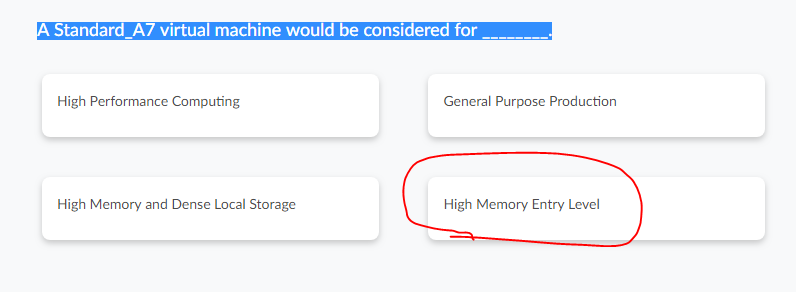 A Standard_A7 virtual machine would be considered for ________.
High Performance Computing
General Purpose Production
High Memory and Dense Local Storage
High Memory Entry Level